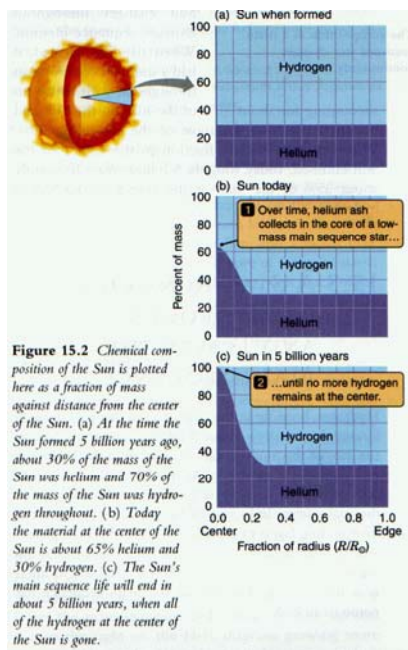 (a) Sun when formed
100
80
60
40
20
0
Hydrogen
Helium
(b) Sun today
100
80
60
40
20
0
1 Over time, helium ash
collects in the core of a low-
mass main sequence star...
Hydrogen
Helium
Percent of mass
(c) Sun in 5 billion years
100
80
60
40
20
0
2 ...until no more hydrogen
remains at the center.
Hydrogen
Helium
0.0 0.2 0.4 0.6 0.8 1.0
Center Edge
Fraction of radius (R/R⊙)
Figure 15.2 Chemical com-
position of the Sun is plotted
here as a fraction of mass
against distance from the center
of the Sun. (a) At the time the
Sun formed 5 billion years ago,
about 30% of the mass of the
Sun was helium and 70% of
the mass of the Sun was hydro-
gen throughout. (b) Today
the material at the center of the
Sun is about 65% helium and
30% hydrogen. (c) The Sun's
main sequence life will end in
about 5 billion years, when all
of the hydrogen at the center of
the Sun is gone.